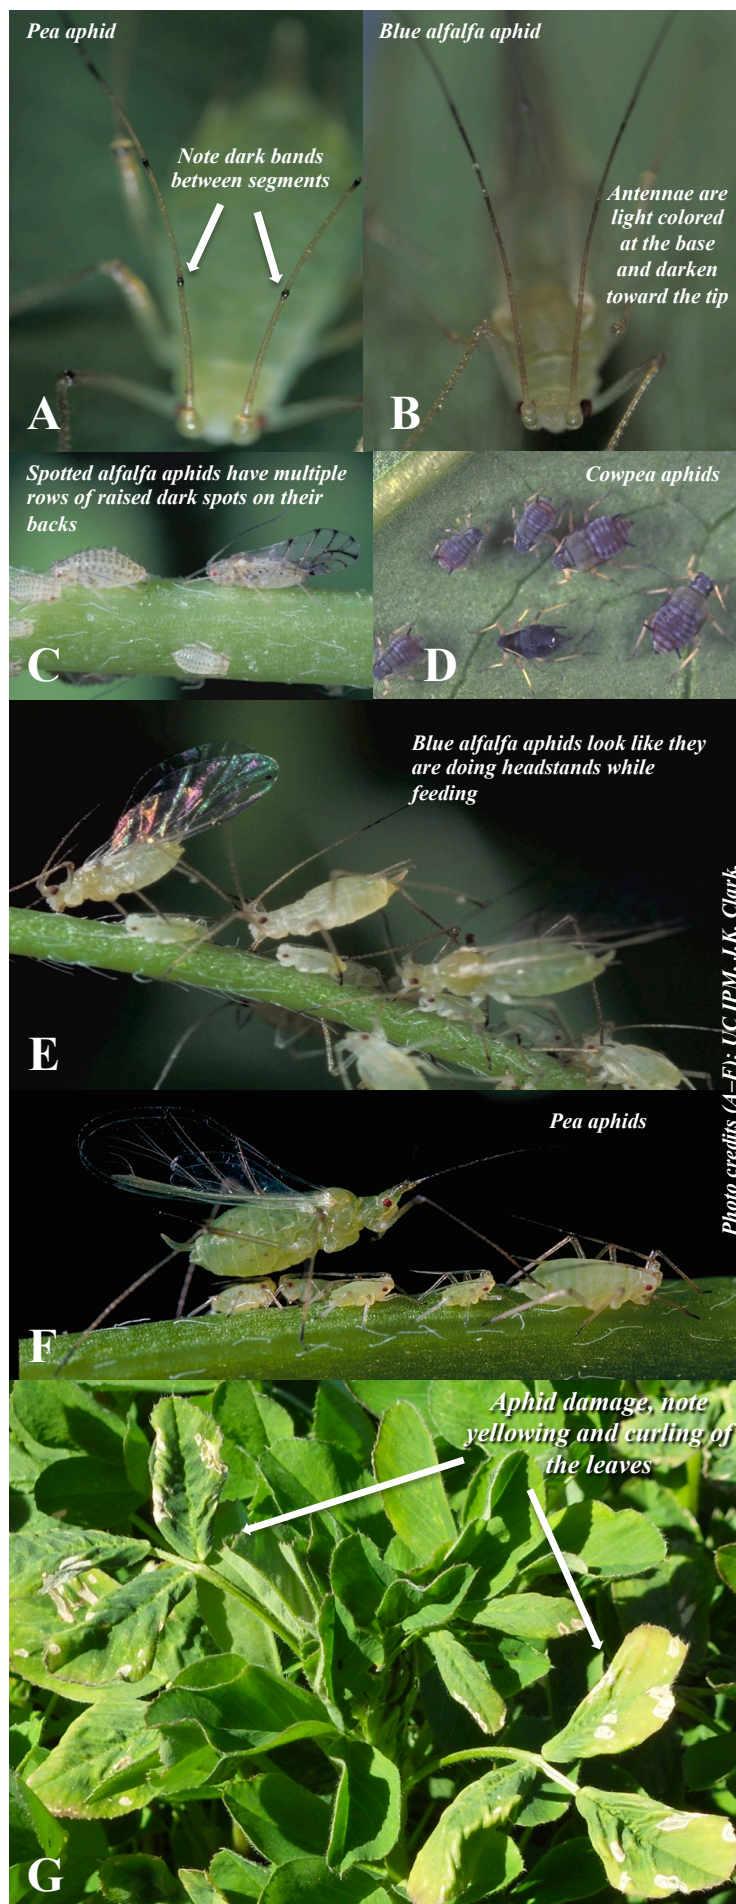 Pea aphid
Note dark bands
between segments
A
Blue alfalfa aphid
Antennae are
light colored
at the base
and darken
toward the tip
B
Spotted alfalfa aphids have multiple
rows of raised dark spots on their
backs
C
Cowpea aphids
D
Blue alfalfa aphids look like they
are doing headstands while
feeding
E
Photo credits (A–F): UC IPM, J.K. Clark
Pea aphids
F
Aphid damage, note
yellowing and curling of
the leaves
G